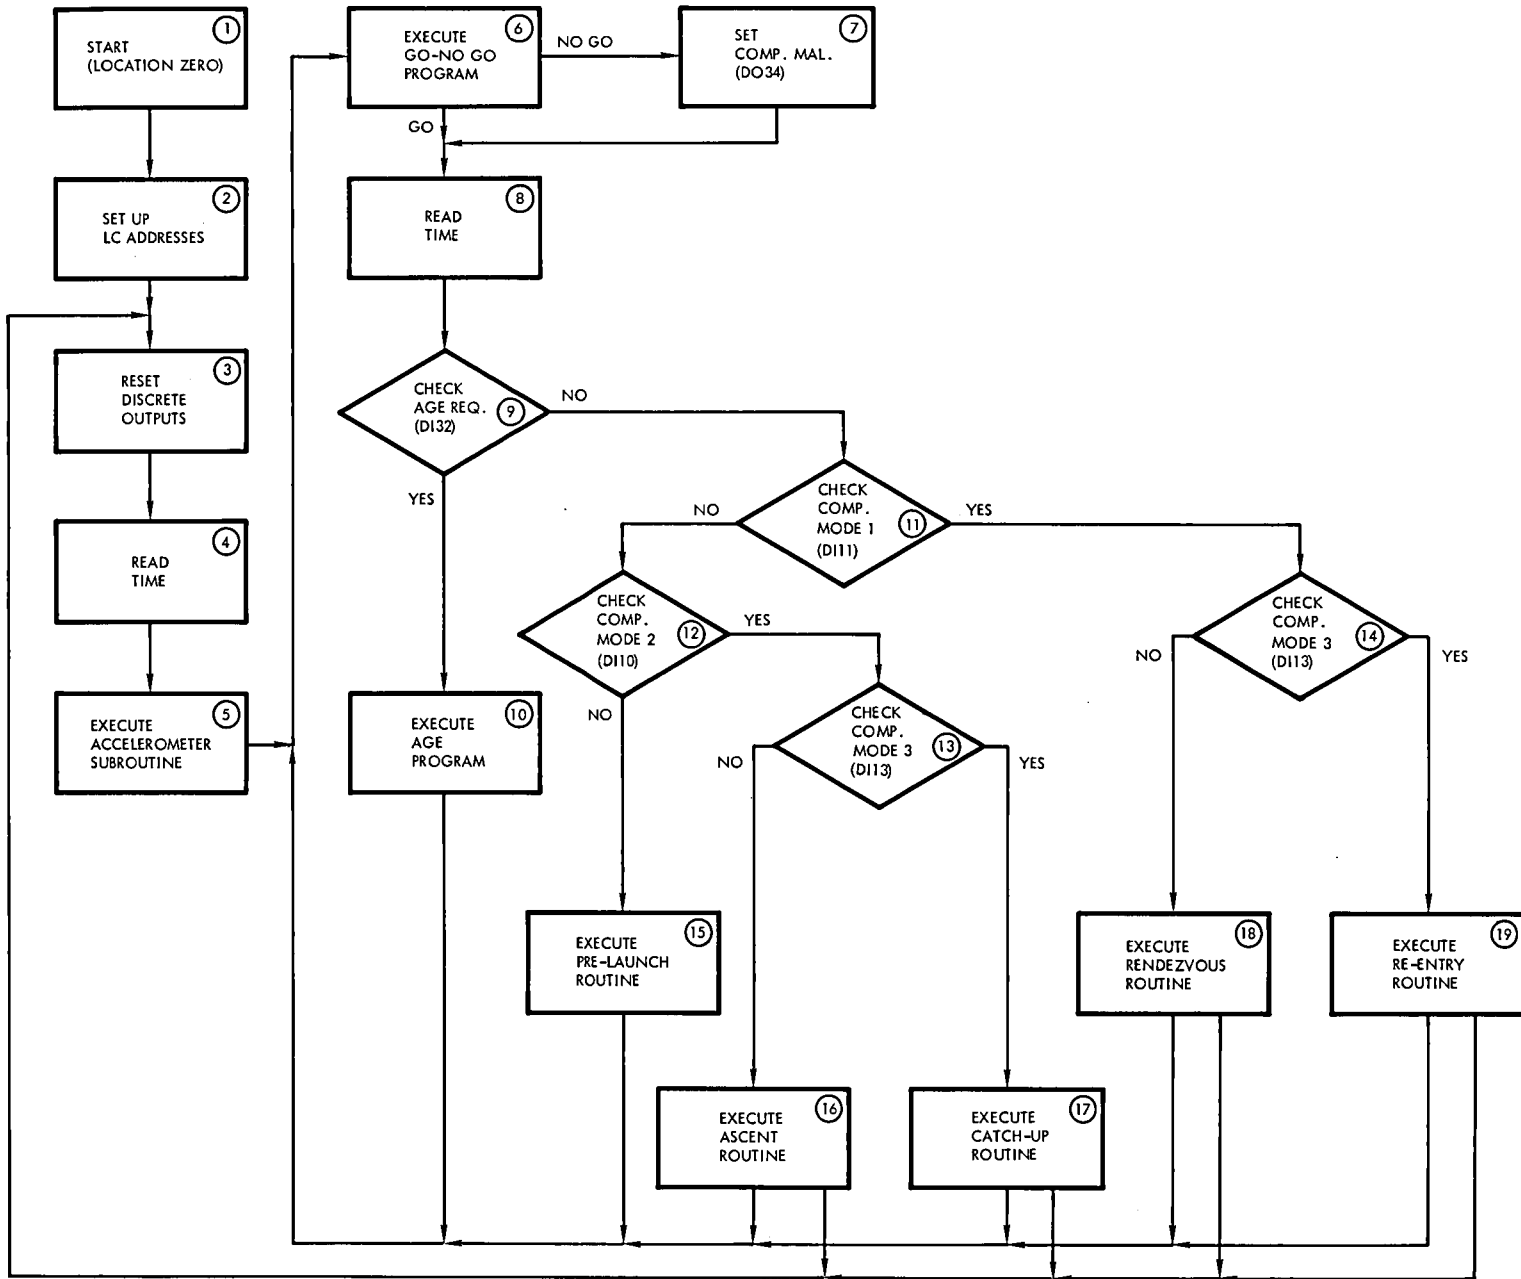 1
START
(LOCATION ZERO)
2
SET UP
LC ADDRESSES
3
RESET
DISCRETE
OUTPUTS
4
READ
TIME
5
EXECUTE
ACCELEROMETER
SUBROUTINE
6
EXECUTE
GO-NO GO
PROGRAM
NO GO
7
SET
COMP. MAL.
(DO34)
GO
8
READ
TIME
CHECK
AGE REQ.
(DI32)
9
NO
YES
10
EXECUTE
AGE
PROGRAM
CHECK
COMP.
MODE 1
(DI11)
11
NO
YES
CHECK
COMP.
MODE 2
(DI10)
12
YES
NO
CHECK
COMP.
MODE 3
(DI13)
13
NO
YES
CHECK
COMP.
MODE 3
(DI13)
14
NO
YES
15
EXECUTE
PRE-LAUNCH
ROUTINE
16
EXECUTE
ASCENT
ROUTINE
17
EXECUTE
CATCH-UP
ROUTINE
18
EXECUTE
RENDEZVOUS
ROUTINE
19
EXECUTE
RE-ENTRY
ROUTINE